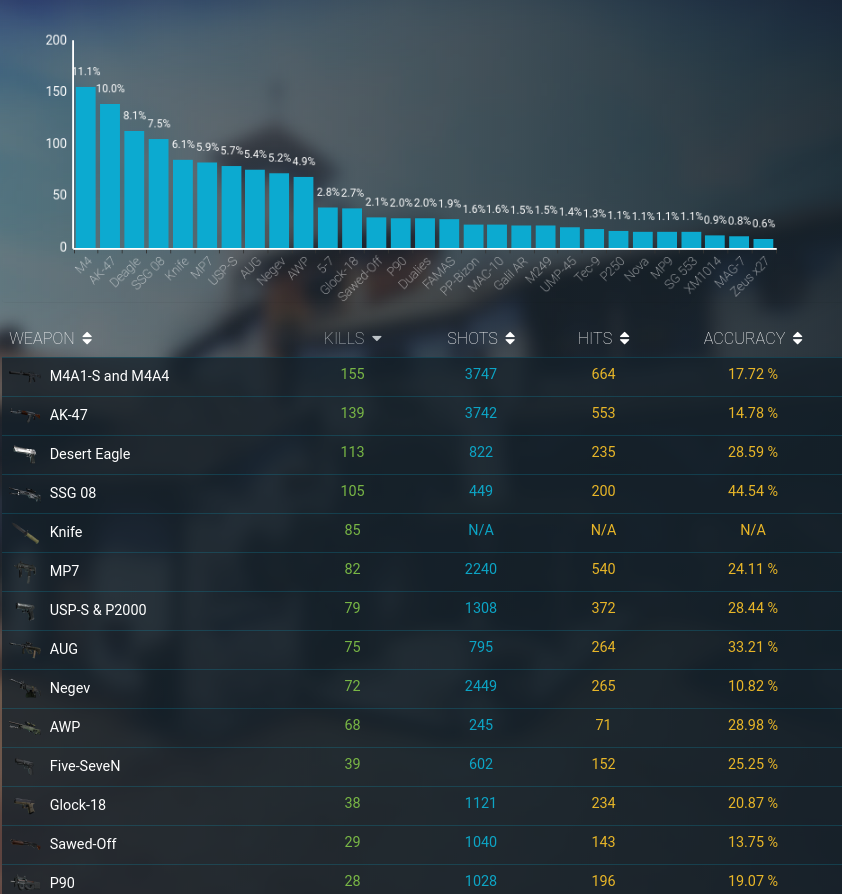 200
11.1%
10.0%
150
8.1%
7.5%
100
6.1% 5.9% 5.7% 5.4% 5.2% 4.9%
50
2.8% 2.7% 2.1% 2.0% 2.0% 1.9% 1.6% 1.6% 1.5% 1.5% 1.4% 1.3% 1.1% 1.1% 1.1% 1.1% 0.9% 0.8% 0.6%
0
M4 AK-47 Deagle SSG 08 Knife MP7 USP-S AUG Negev AWP 5-7 Glock-18 Sawed-Off P90 Dualies FAMAS PP-Bizon MAC-10 Galil AR M249 UMP-45 Tec-9 P250 Nova MP9 SG 553 XM1014 MAG-7 Zeus x27
WEAPON KILLS SHOTS HITS ACCURACY
M4A1-S and M4A4 155 3747 664 17.72 %
AK-47 139 3742 553 14.78 %
Desert Eagle 113 822 235 28.59 %
SSG 08 105 449 200 44.54 %
Knife 85 N/A N/A N/A
MP7 82 2240 540 24.11 %
USP-S & P2000 79 1308 372 28.44 %
AUG 75 795 264 33.21 %
Negev 72 2449 265 10.82 %
AWP 68 245 71 28.98 %
Five-SeveN 39 602 152 25.25 %
Glock-18 38 1121 234 20.87 %
Sawed-Off 29 1040 143 13.75 %
P90 28 1028 196 19.07 %